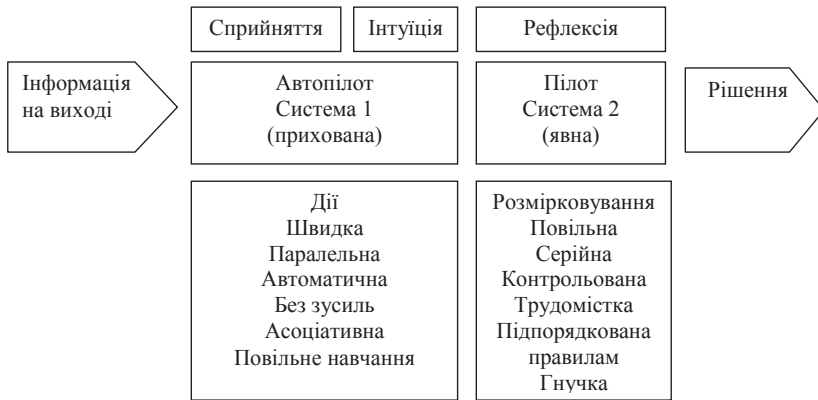 Сприйняття
Інтуїція
Рефлексія
Інформація
на виході
Автопілот
Система 1
(прихована)
Пілот
Система 2
(явна)
Рішення
Дії
Швидка
Паралельна
Автоматична
Без зусиль
Асоціативна
Повільне навчання
Розмірковування
Повільна
Серійна
Контрольована
Трудомістка
Підпорядкована
правилам
Гнучка